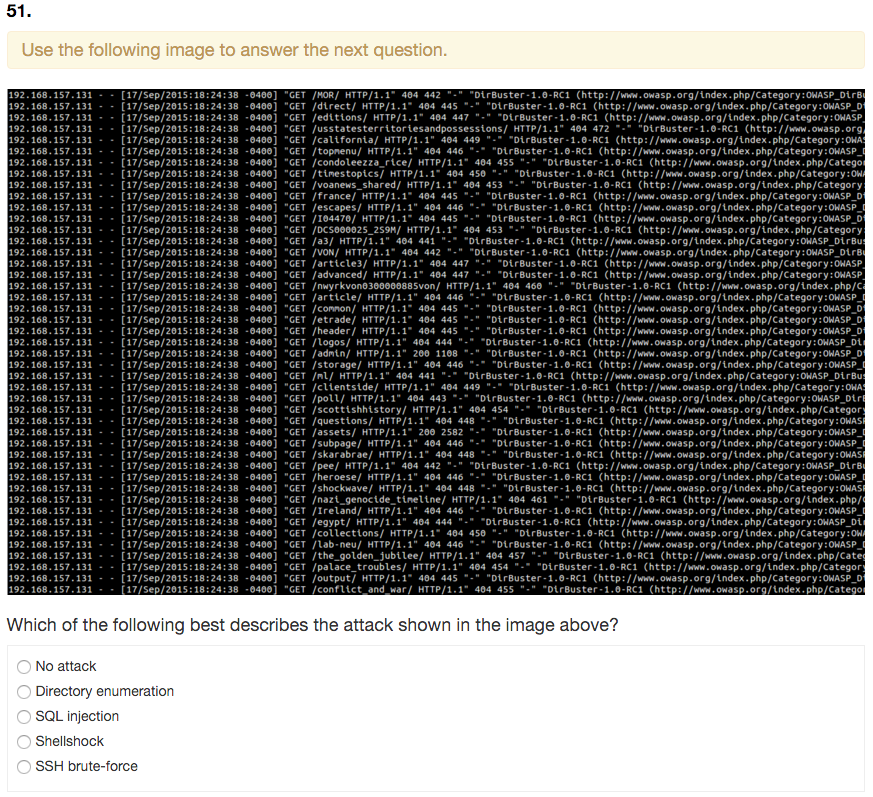 51.
Use the following image to answer the next question.
192.168.157.131 - - [17/Sep/2015:18:24:38 -0400] "GET /MOR/ HTTP/1.1" 404 442 "-" "DirBuster-1.0-RC1 (http://www.owasp.org/index.php/Category:OWASP_DirBu
192.168.157.131 - - [17/Sep/2015:18:24:38 -0400] "GET /direct/ HTTP/1.1" 404 445 "-" "DirBuster-1.0-RC1 (http://www.owasp.org/index.php/Category:OWASP_D
192.168.157.131 - - [17/Sep/2015:18:24:38 -0400] "GET /editions/ HTTP/1.1" 404 447 "-" "DirBuster-1.0-RC1 (http://www.owasp.org/index.php/Category:OWASP_
192.168.157.131 - - [17/Sep/2015:18:24:38 -0400] "GET /usstatesterritoriesandpossessions/ HTTP/1.1" 404 472 "-" "DirBuster-1.0-RC1 (http://www.owasp.org/
192.168.157.131 - - [17/Sep/2015:18:24:38 -0400] "GET /california/ HTTP/1.1" 404 449 "-" "DirBuster-1.0-RC1 (http://www.owasp.org/index.php/Category:OWAS
192.168.157.131 - - [17/Sep/2015:18:24:38 -0400] "GET /topmenu/ HTTP/1.1" 404 446 "-" "DirBuster-1.0-RC1 (http://www.owasp.org/index.php/Category:OWASP_D
192.168.157.131 - - [17/Sep/2015:18:24:38 -0400] "GET /condoleezza_rice/ HTTP/1.1" 404 455 "-" "DirBuster-1.0-RC1 (http://www.owasp.org/index.php/Categor
192.168.157.131 - - [17/Sep/2015:18:24:38 -0400] "GET /timestopics/ HTTP/1.1" 404 450 "-" "DirBuster-1.0-RC1 (http://www.owasp.org/index.php/Category:OWA
192.168.157.131 - - [17/Sep/2015:18:24:38 -0400] "GET /voanews_shared/ HTTP/1.1" 404 453 "-" "DirBuster-1.0-RC1 (http://www.owasp.org/index.php/Category:
192.168.157.131 - - [17/Sep/2015:18:24:38 -0400] "GET /france/ HTTP/1.1" 404 445 "-" "DirBuster-1.0-RC1 (http://www.owasp.org/index.php/Category:OWASP_D
192.168.157.131 - - [17/Sep/2015:18:24:38 -0400] "GET /escapes/ HTTP/1.1" 404 446 "-" "DirBuster-1.0-RC1 (http://www.owasp.org/index.php/Category:OWASP_D
192.168.157.131 - - [17/Sep/2015:18:24:38 -0400] "GET /I04470/ HTTP/1.1" 404 445 "-" "DirBuster-1.0-RC1 (http://www.owasp.org/index.php/Category:OWASP_D
192.168.157.131 - - [17/Sep/2015:18:24:38 -0400] "GET /DCS000025_2S9M/ HTTP/1.1" 404 453 "-" "DirBuster-1.0-RC1 (http://www.owasp.org/index.php/Category:
192.168.157.131 - - [17/Sep/2015:18:24:38 -0400] "GET /a3/ HTTP/1.1" 404 441 "-" "DirBuster-1.0-RC1 (http://www.owasp.org/index.php/Category:OWASP_DirBus
192.168.157.131 - - [17/Sep/2015:18:24:38 -0400] "GET /VON/ HTTP/1.1" 404 442 "-" "DirBuster-1.0-RC1 (http://www.owasp.org/index.php/Category:OWASP_DirBu
192.168.157.131 - - [17/Sep/2015:18:24:38 -0400] "GET /article3/ HTTP/1.1" 404 447 "-" "DirBuster-1.0-RC1 (http://www.owasp.org/index.php/Category:OWASP_
192.168.157.131 - - [17/Sep/2015:18:24:38 -0400] "GET /advanced/ HTTP/1.1" 404 447 "-" "DirBuster-1.0-RC1 (http://www.owasp.org/index.php/Category:OWASP_
192.168.157.131 - - [17/Sep/2015:18:24:38 -0400] "GET /nwyrkvon030000088Svon/ HTTP/1.1" 404 460 "-" "DirBuster-1.0-RC1 (http://www.owasp.org/index.php/Ca
192.168.157.131 - - [17/Sep/2015:18:24:38 -0400] "GET /article/ HTTP/1.1" 404 446 "-" "DirBuster-1.0-RC1 (http://www.owasp.org/index.php/Category:OWASP_D
192.168.157.131 - - [17/Sep/2015:18:24:38 -0400] "GET /common/ HTTP/1.1" 404 445 "-" "DirBuster-1.0-RC1 (http://www.owasp.org/index.php/Category:OWASP_D
192.168.157.131 - - [17/Sep/2015:18:24:38 -0400] "GET /etrade/ HTTP/1.1" 404 445 "-" "DirBuster-1.0-RC1 (http://www.owasp.org/index.php/Category:OWASP_D
192.168.157.131 - - [17/Sep/2015:18:24:38 -0400] "GET /header/ HTTP/1.1" 404 445 "-" "DirBuster-1.0-RC1 (http://www.owasp.org/index.php/Category:OWASP_D
192.168.157.131 - - [17/Sep/2015:18:24:38 -0400] "GET /logos/ HTTP/1.1" 404 444 "-" "DirBuster-1.0-RC1 (http://www.owasp.org/index.php/Category:OWASP_Dir
192.168.157.131 - - [17/Sep/2015:18:24:38 -0400] "GET /admin/ HTTP/1.1" 200 1108 "-" "DirBuster-1.0-RC1 (http://www.owasp.org/index.php/Category:OWASP_D
192.168.157.131 - - [17/Sep/2015:18:24:38 -0400] "GET /storage/ HTTP/1.1" 404 446 "-" "DirBuster-1.0-RC1 (http://www.owasp.org/index.php/Category:OWASP_D
192.168.157.131 - - [17/Sep/2015:18:24:38 -0400] "GET /ml/ HTTP/1.1" 404 441 "-" "DirBuster-1.0-RC1 (http://www.owasp.org/index.php/Category:OWASP_DirBus
192.168.157.131 - - [17/Sep/2015:18:24:38 -0400] "GET /clientside/ HTTP/1.1" 404 449 "-" "DirBuster-1.0-RC1 (http://www.owasp.org/index.php/Category:OWAS
192.168.157.131 - - [17/Sep/2015:18:24:38 -0400] "GET /poll/ HTTP/1.1" 404 443 "-" "DirBuster-1.0-RC1 (http://www.owasp.org/index.php/Category:OWASP_DirB
192.168.157.131 - - [17/Sep/2015:18:24:38 -0400] "GET /scottishhistory/ HTTP/1.1" 404 454 "-" "DirBuster-1.0-RC1 (http://www.owasp.org/index.php/Category
192.168.157.131 - - [17/Sep/2015:18:24:38 -0400] "GET /questions/ HTTP/1.1" 404 448 "-" "DirBuster-1.0-RC1 (http://www.owasp.org/index.php/Category:OWASP
192.168.157.131 - - [17/Sep/2015:18:24:38 -0400] "GET /assets/ HTTP/1.1" 200 2582 "-" "DirBuster-1.0-RC1 (http://www.owasp.org/index.php/Category:OWASP_D
192.168.157.131 - - [17/Sep/2015:18:24:38 -0400] "GET /subpage/ HTTP/1.1" 404 446 "-" "DirBuster-1.0-RC1 (http://www.owasp.org/index.php/Category:OWASP_D
192.168.157.131 - - [17/Sep/2015:18:24:38 -0400] "GET /skarabrae/ HTTP/1.1" 404 448 "-" "DirBuster-1.0-RC1 (http://www.owasp.org/index.php/Category:OWASP
192.168.157.131 - - [17/Sep/2015:18:24:38 -0400] "GET /pee/ HTTP/1.1" 404 442 "-" "DirBuster-1.0-RC1 (http://www.owasp.org/index.php/Category:OWASP_DirBu
192.168.157.131 - - [17/Sep/2015:18:24:38 -0400] "GET /heroese/ HTTP/1.1" 404 446 "-" "DirBuster-1.0-RC1 (http://www.owasp.org/index.php/Category:OWASP_D
192.168.157.131 - - [17/Sep/2015:18:24:38 -0400] "GET /shockwave/ HTTP/1.1" 404 448 "-" "DirBuster-1.0-RC1 (http://www.owasp.org/index.php/Category:OWASP
192.168.157.131 - - [17/Sep/2015:18:24:38 -0400] "GET /nazi_genocide_timeline/ HTTP/1.1" 404 461 "-" "DirBuster-1.0-RC1 (http://www.owasp.org/index.php/C
192.168.157.131 - - [17/Sep/2015:18:24:38 -0400] "GET /Ireland/ HTTP/1.1" 404 446 "-" "DirBuster-1.0-RC1 (http://www.owasp.org/index.php/Category:OWASP_D
192.168.157.131 - - [17/Sep/2015:18:24:38 -0400] "GET /egypt/ HTTP/1.1" 404 444 "-" "DirBuster-1.0-RC1 (http://www.owasp.org/index.php/Category:OWASP_Dir
192.168.157.131 - - [17/Sep/2015:18:24:38 -0400] "GET /collections/ HTTP/1.1" 404 450 "-" "DirBuster-1.0-RC1 (http://www.owasp.org/index.php/Category:OWA
192.168.157.131 - - [17/Sep/2015:18:24:38 -0400] "GET /lab-neu/ HTTP/1.1" 404 446 "-" "DirBuster-1.0-RC1 (http://www.owasp.org/index.php/Category:OWASP_D
192.168.157.131 - - [17/Sep/2015:18:24:38 -0400] "GET /the_golden_jubilee/ HTTP/1.1" 404 457 "-" "DirBuster-1.0-RC1 (http://www.owasp.org/index.php/Categ
192.168.157.131 - - [17/Sep/2015:18:24:38 -0400] "GET /palace_troubles/ HTTP/1.1" 404 454 "-" "DirBuster-1.0-RC1 (http://www.owasp.org/index.php/Category
192.168.157.131 - - [17/Sep/2015:18:24:38 -0400] "GET /output/ HTTP/1.1" 404 445 "-" "DirBuster-1.0-RC1 (http://www.owasp.org/index.php/Category:OWASP_D
192.168.157.131 - - [17/Sep/2015:18:24:38 -0400] "GET /conflict_and_war/ HTTP/1.1" 404 455 "-" "DirBuster-1.0-RC1 (http://www.owasp.org/index.php/Categor
Which of the following best describes the attack shown in the image above?
No attack
Directory enumeration
SQL injection
Shellshock
SSH brute-force